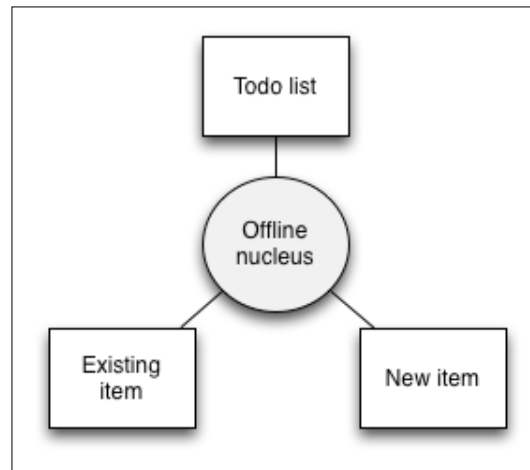 Todo list
Offline
nucleus
Existing
item
New item